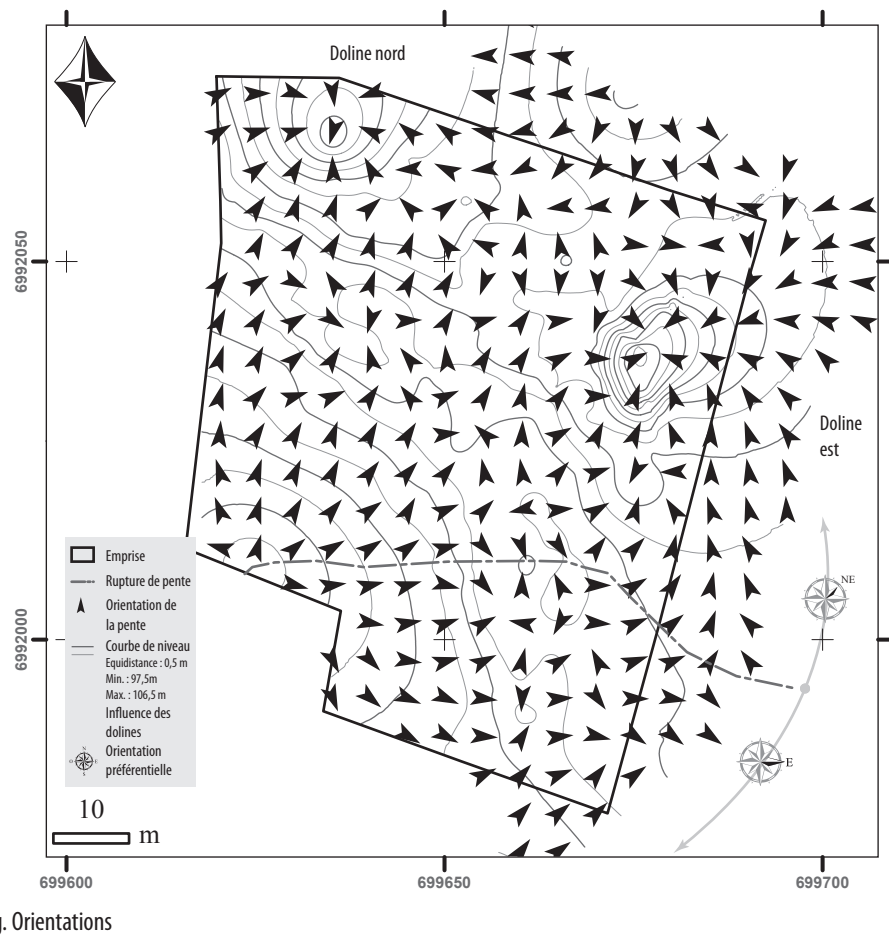 Doline nord
6992050
6992000
Doline
est
NE
E
Emprise
Rupture de pente
Orientation de
la pente
Courbe de niveau
Equidistance : 0,5 m
Min. : 97,5m
Max. : 106,5 m
Influence des
dolines
Orientation
préférentielle
10
m
699600
699650
699700
. Orientations